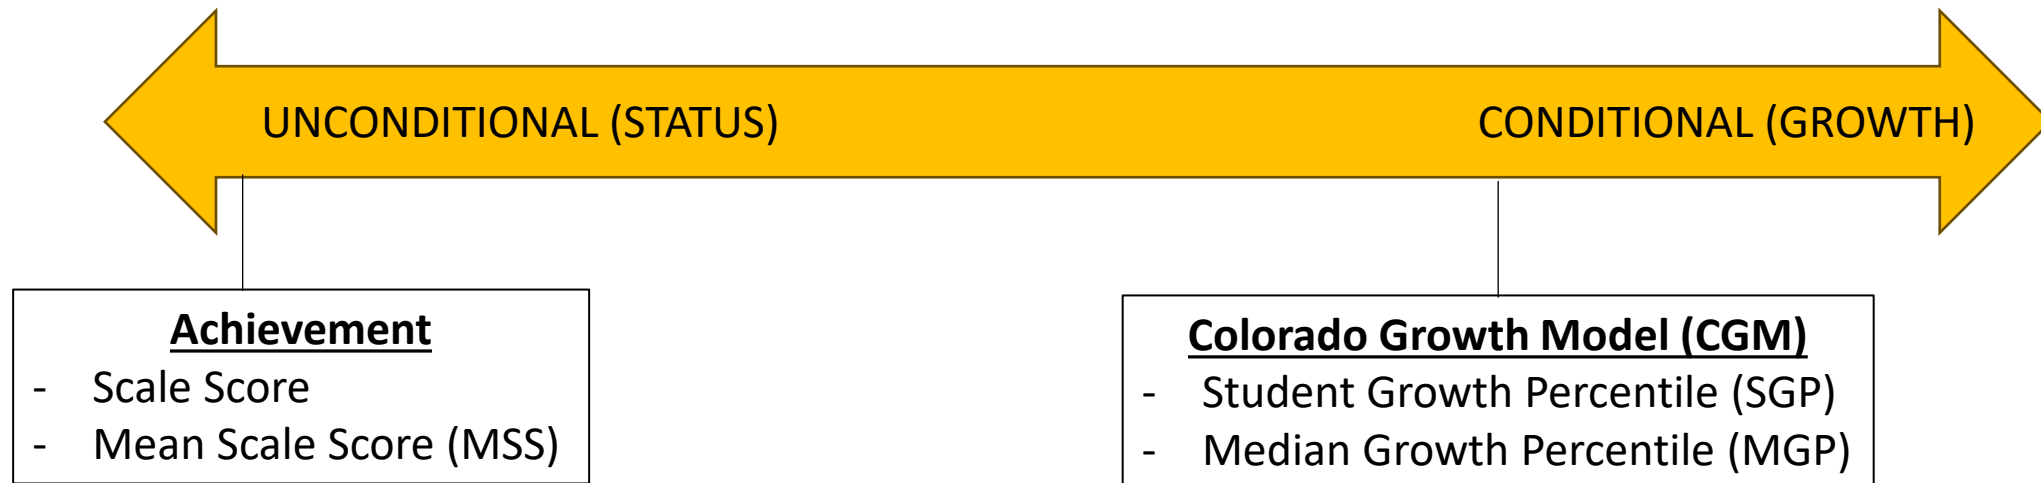 UNCONDITIONAL (STATUS)
CONDITIONAL (GROWTH)
Achievement
- Scale Score
- Mean Scale Score (MSS)
Colorado Growth Model (CGM)
- Student Growth Percentile (SGP)
- Median Growth Percentile (MGP)